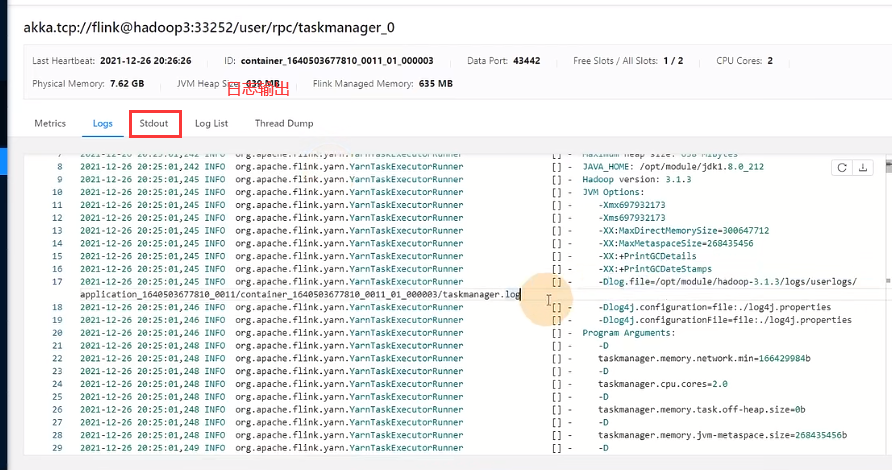 akka.tcp://flink@hadoop3:33252/user/rpc/taskmanager_0
Last Heartbeat: 2021-12-26 20:26:26 ID: container_1640503677810_0011_01_000003 Data Port: 43442 Free Slots / All Slots: 1 / 2 CPU Cores: 2
Physical Memory: 7.62 GB JVM Heap Size: 639 MB Flink Managed Memory: 635 MB
日志输出
Metrics Logs Stdout Log List Thread Dump
7 2021-12-26 20:25:01,242 INFO org.apache.flink.yarn.YarnTaskExecutorRunner [] - Maximum heap size: 638 MiBytes
8 2021-12-26 20:25:01,242 INFO org.apache.flink.yarn.YarnTaskExecutorRunner [] - JAVA_HOME: /opt/module/jdk1.8.0_212
9 2021-12-26 20:25:01,245 INFO org.apache.flink.yarn.YarnTaskExecutorRunner [] - Hadoop version: 3.1.3
10 2021-12-26 20:25:01,245 INFO org.apache.flink.yarn.YarnTaskExecutorRunner [] - JVM Options:
11 2021-12-26 20:25:01,245 INFO org.apache.flink.yarn.YarnTaskExecutorRunner [] - -Xmx697932173
12 2021-12-26 20:25:01,245 INFO org.apache.flink.yarn.YarnTaskExecutorRunner [] - -Xms697932173
13 2021-12-26 20:25:01,245 INFO org.apache.flink.yarn.YarnTaskExecutorRunner [] - -XX:MaxDirectMemorySize=300647712
14 2021-12-26 20:25:01,245 INFO org.apache.flink.yarn.YarnTaskExecutorRunner [] - -XX:MaxMetaspaceSize=268435456
15 2021-12-26 20:25:01,245 INFO org.apache.flink.yarn.YarnTaskExecutorRunner [] - -XX:+PrintGCDetails
16 2021-12-26 20:25:01,245 INFO org.apache.flink.yarn.YarnTaskExecutorRunner [] - -XX:+PrintGCDateStamps
17 2021-12-26 20:25:01,245 INFO org.apache.flink.yarn.YarnTaskExecutorRunner [] - -Dlog.file=/opt/module/hadoop-3.1.3/logs/userlogs/
application_1640503677810_0011/container_1640503677810_0011_01_000003/taskmanager.log
18 2021-12-26 20:25:01,246 INFO org.apache.flink.yarn.YarnTaskExecutorRunner [] - -Dlog4j.configuration=file:./log4j.properties
19 2021-12-26 20:25:01,246 INFO org.apache.flink.yarn.YarnTaskExecutorRunner [] - -Dlog4j.configurationFile=file:./log4j.properties
20 2021-12-26 20:25:01,246 INFO org.apache.flink.yarn.YarnTaskExecutorRunner [] - Program Arguments:
21 2021-12-26 20:25:01,248 INFO org.apache.flink.yarn.YarnTaskExecutorRunner [] - -D
22 2021-12-26 20:25:01,248 INFO org.apache.flink.yarn.YarnTaskExecutorRunner [] - taskmanager.memory.network.min=166429984b
23 2021-12-26 20:25:01,248 INFO org.apache.flink.yarn.YarnTaskExecutorRunner [] - -D
24 2021-12-26 20:25:01,248 INFO org.apache.flink.yarn.YarnTaskExecutorRunner [] - taskmanager.cpu.cores=2.0
25 2021-12-26 20:25:01,248 INFO org.apache.flink.yarn.YarnTaskExecutorRunner [] - -D
26 2021-12-26 20:25:01,248 INFO org.apache.flink.yarn.YarnTaskExecutorRunner [] - taskmanager.memory.task.off-heap.size=0b
27 2021-12-26 20:25:01,248 INFO org.apache.flink.yarn.YarnTaskExecutorRunner [] - -D
28 2021-12-26 20:25:01,249 INFO org.apache.flink.yarn.YarnTaskExecutorRunner [] - taskmanager.memory.jvm-metaspace.size=268435456b
29 2021-12-26 20:25:01,249 INFO org.apache.flink.yarn.YarnTaskExecutorRunner [] - -D